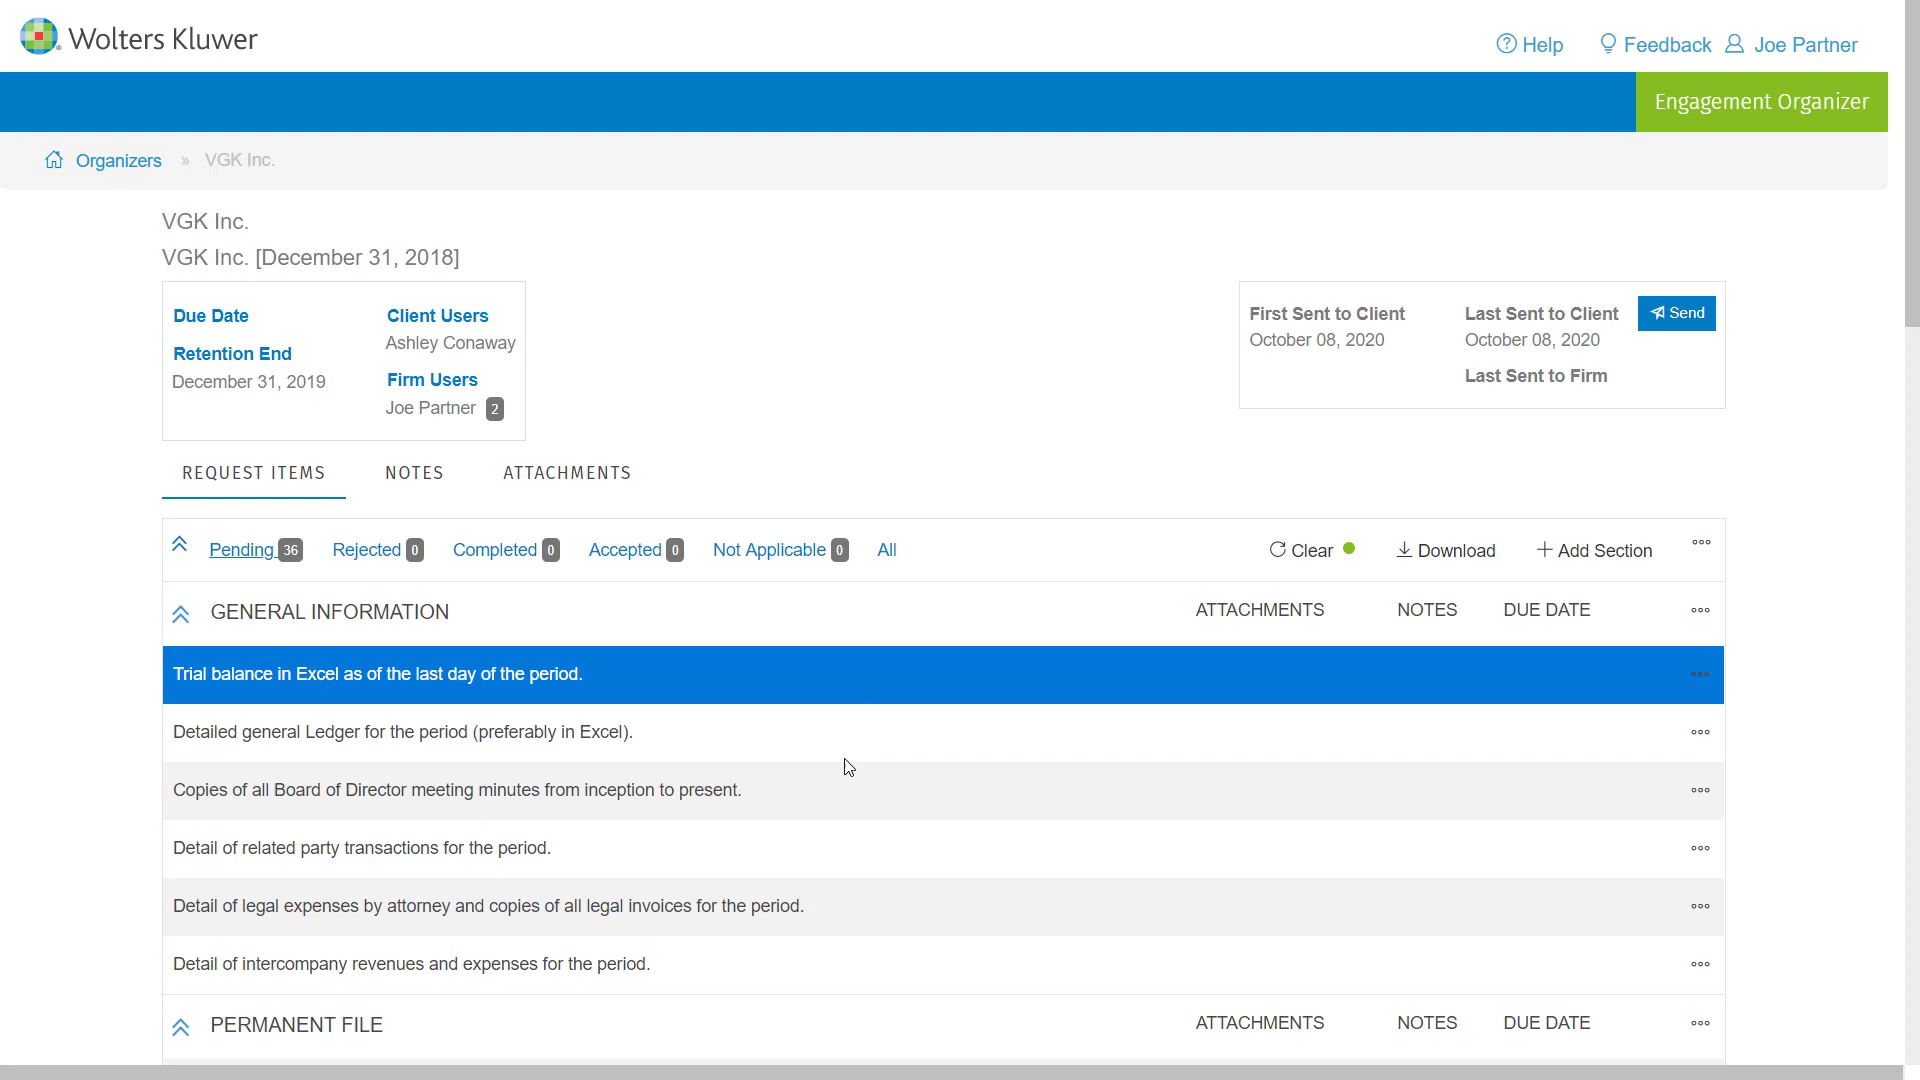 Wolters Kluwer
Help Feedback Joe Partner
Engagement Organizer
Organizers » VGK Inc.
VGK Inc.
VGK Inc. [December 31, 2018]
Due Date
Retention End
December 31, 2019
Client Users
Ashley Conaway
Firm Users
Joe Partner 2
First Sent to Client
October 08, 2020
Last Sent to Client
October 08, 2020
Last Sent to Firm
Send
REQUEST ITEMS NOTES ATTACHMENTS
Pending 36 Rejected 0 Completed 0 Accepted 0 Not Applicable 0 All Clear Download + Add Section
GENERAL INFORMATION ATTACHMENTS NOTES DUE DATE
Trial balance in Excel as of the last day of the period.
Detailed general Ledger for the period (preferably in Excel).
Copies of all Board of Director meeting minutes from inception to present.
Detail of related party transactions for the period.
Detail of legal expenses by attorney and copies of all legal invoices for the period.
Detail of intercompany revenues and expenses for the period.
PERMANENT FILE ATTACHMENTS NOTES DUE DATE